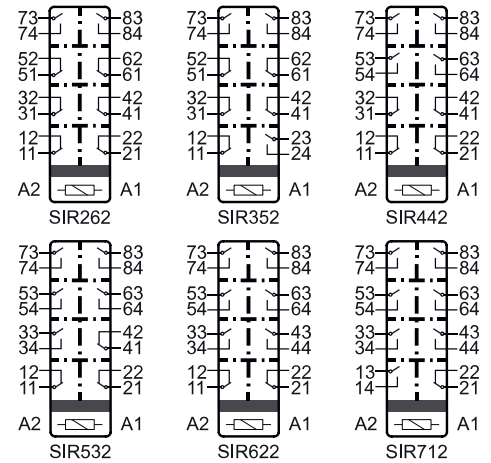 73 83 73 83 73 83
74 84 74 84 74 84
52 62 52 62 53 63
51 61 51 61 54 64
32 42 32 42 32 42
31 41 31 41 31 41
12 22 12 23 12 22
11 21 11 24 11 21
A2 A1 A2 A1 A2 A1
SIR262 SIR352 SIR442
73 83 73 83 73 83
74 84 74 84 74 84
53 63 53 63 53 63
54 64 54 64 54 64
33 42 33 43 33 43
34 41 34 44 34 44
12 22 12 22 13 22
11 21 11 21 14 21
A2 A1 A2 A1 A2 A1
SIR532 SIR622 SIR712